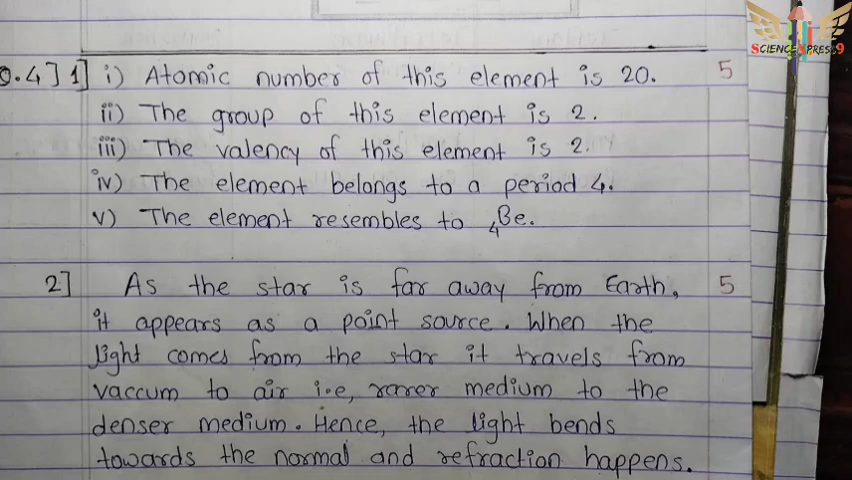 SCIENCEXPRESS9
Q.4] 1] i) Atomic number of this element is 20. 5
ii) The group of this element is 2.
iii) The valency of this element is 2.
iv) The element belongs to a period 4.
v) The element resembles to ₄Be.
2] As the star is far away from Earth, 5
it appears as a point source. When the
light comes from the star it travels from
vaccum to air i.e, rarer medium to the
denser medium. Hence, the light bends
towards the normal and refraction happens.